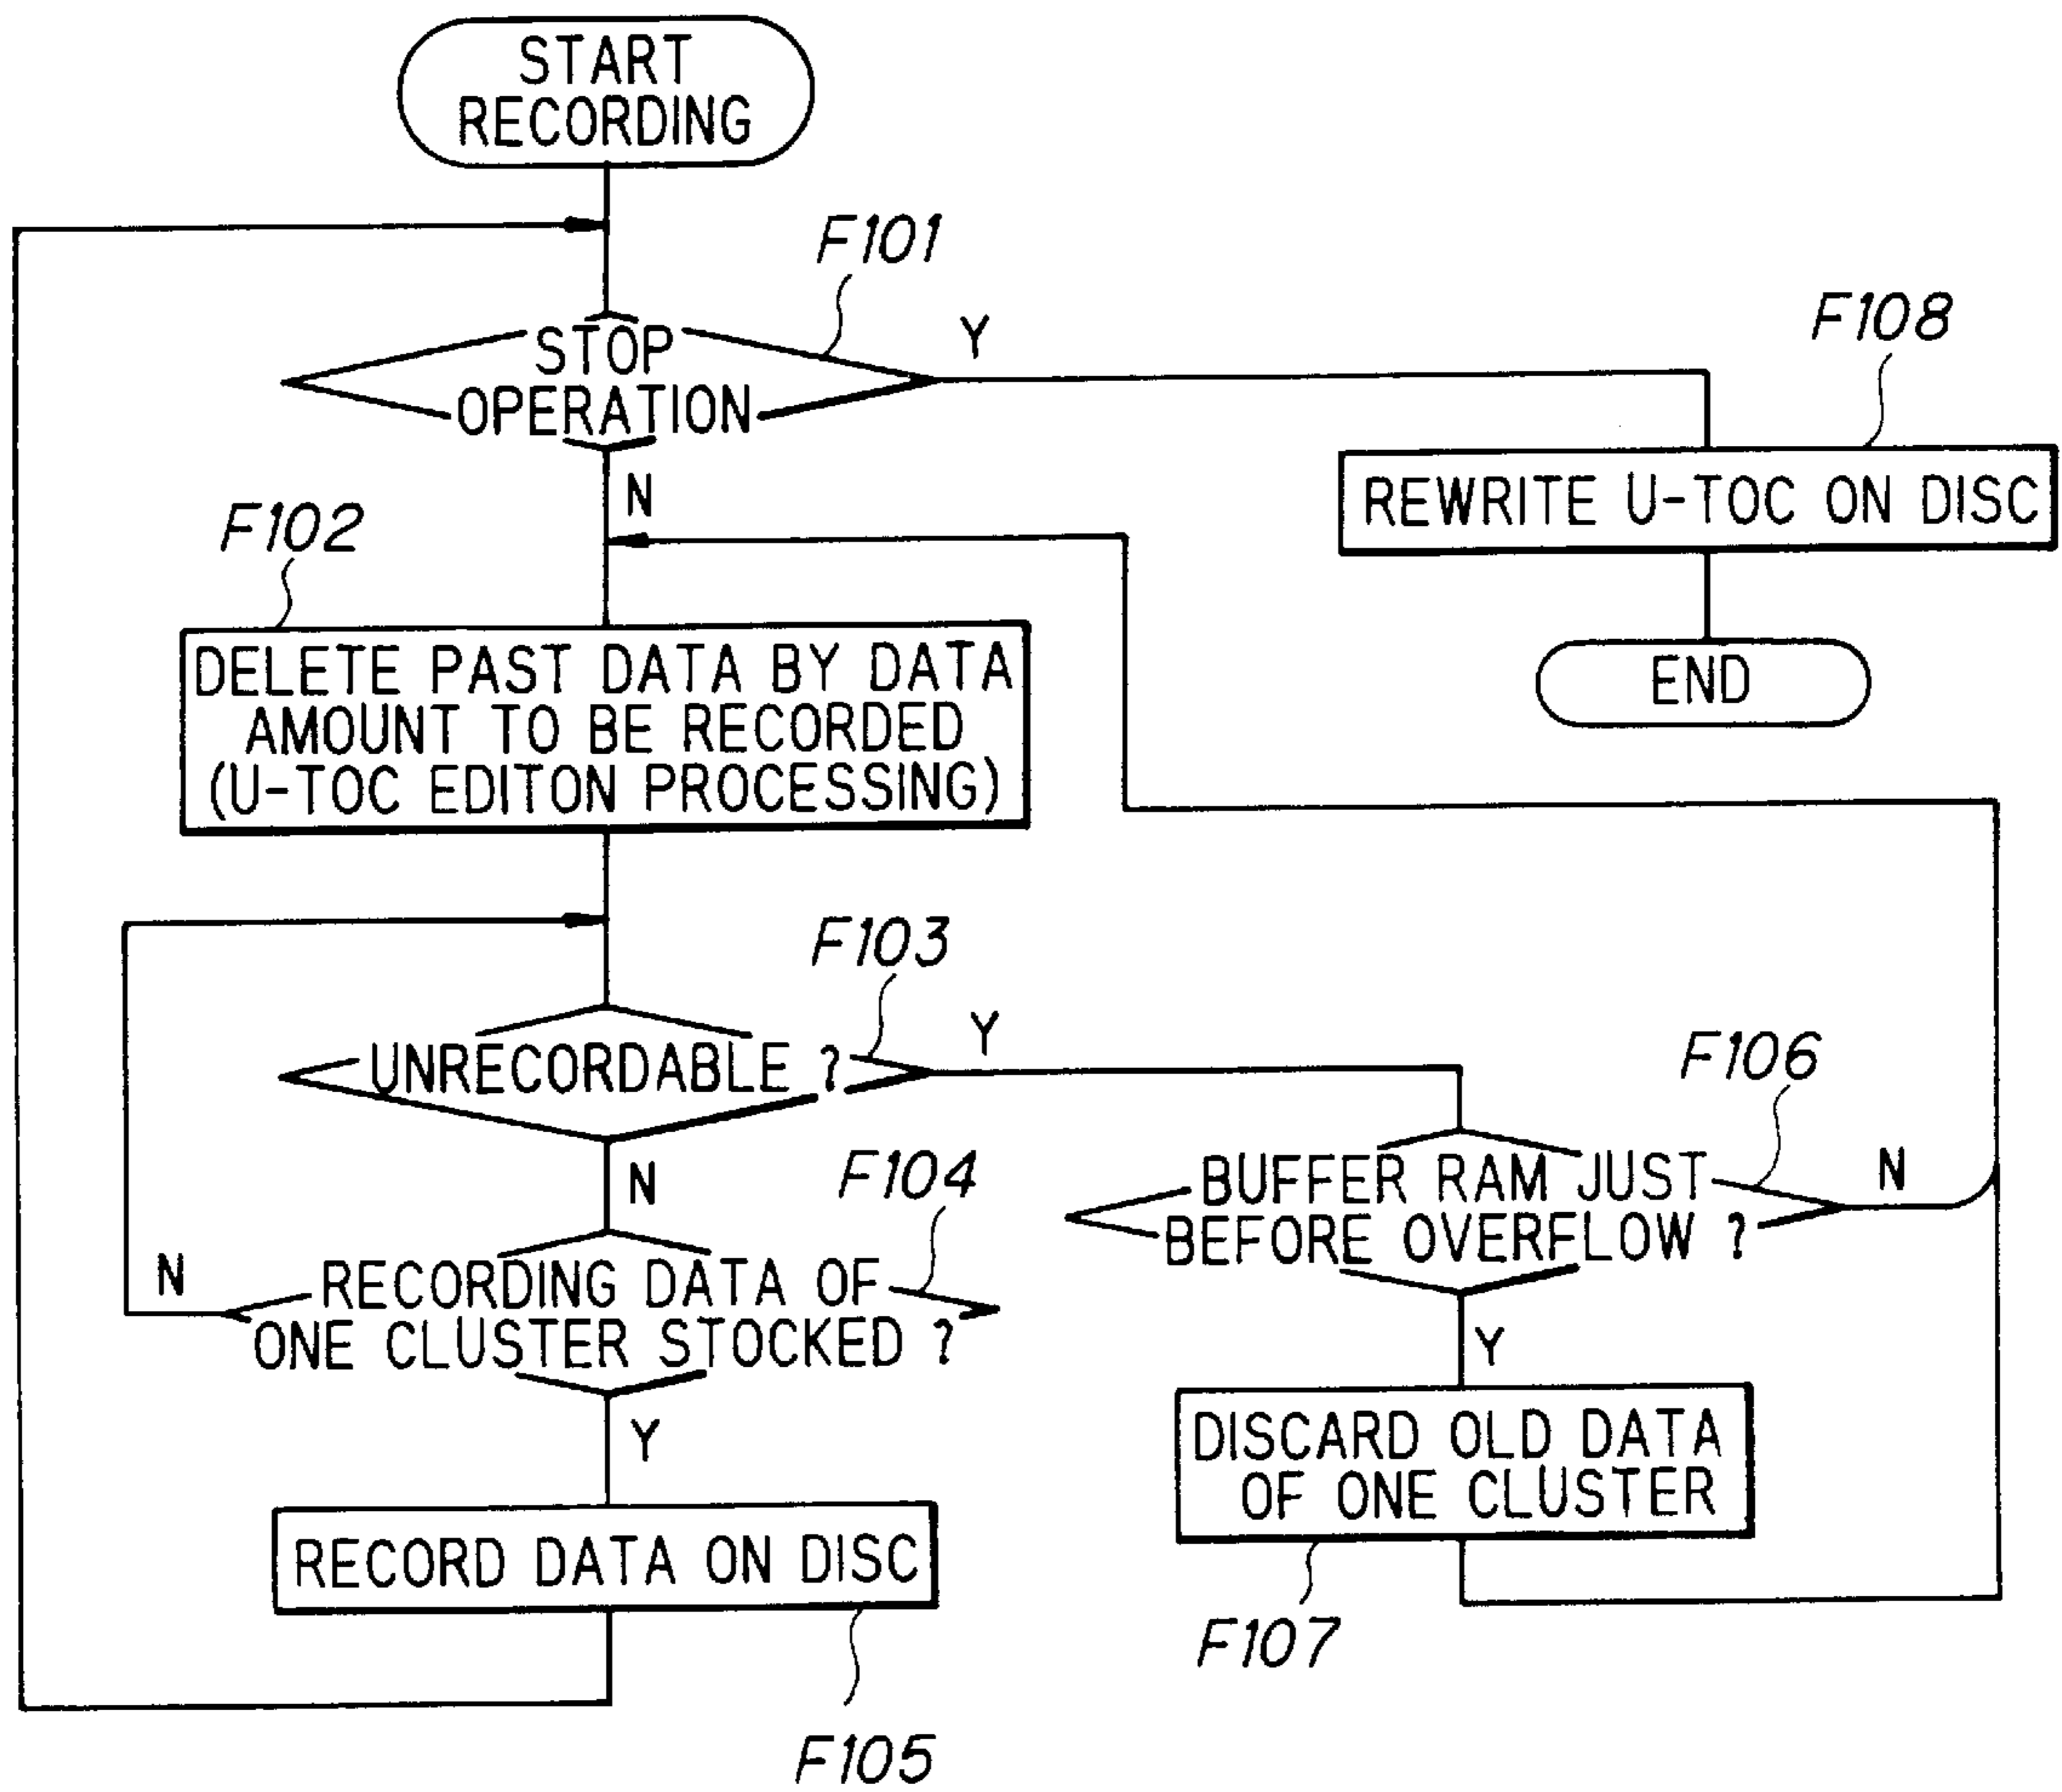 START
RECORDING
F101
STOP
OPERATION
Y
F108
N
REWRITE U-TOC ON DISC
F102
END
DELETE PAST DATA BY DATA
AMOUNT TO BE RECORDED
(U-TOC EDITON PROCESSING)
F103
UNRECORDABLE ?
Y
F106
N
F104
BUFFER RAM JUST
BEFORE OVERFLOW ?
N
N
RECORDING DATA OF
ONE CLUSTER STOCKED ?
Y
Y
DISCARD OLD DATA
OF ONE CLUSTER
RECORD DATA ON DISC
F107
F105